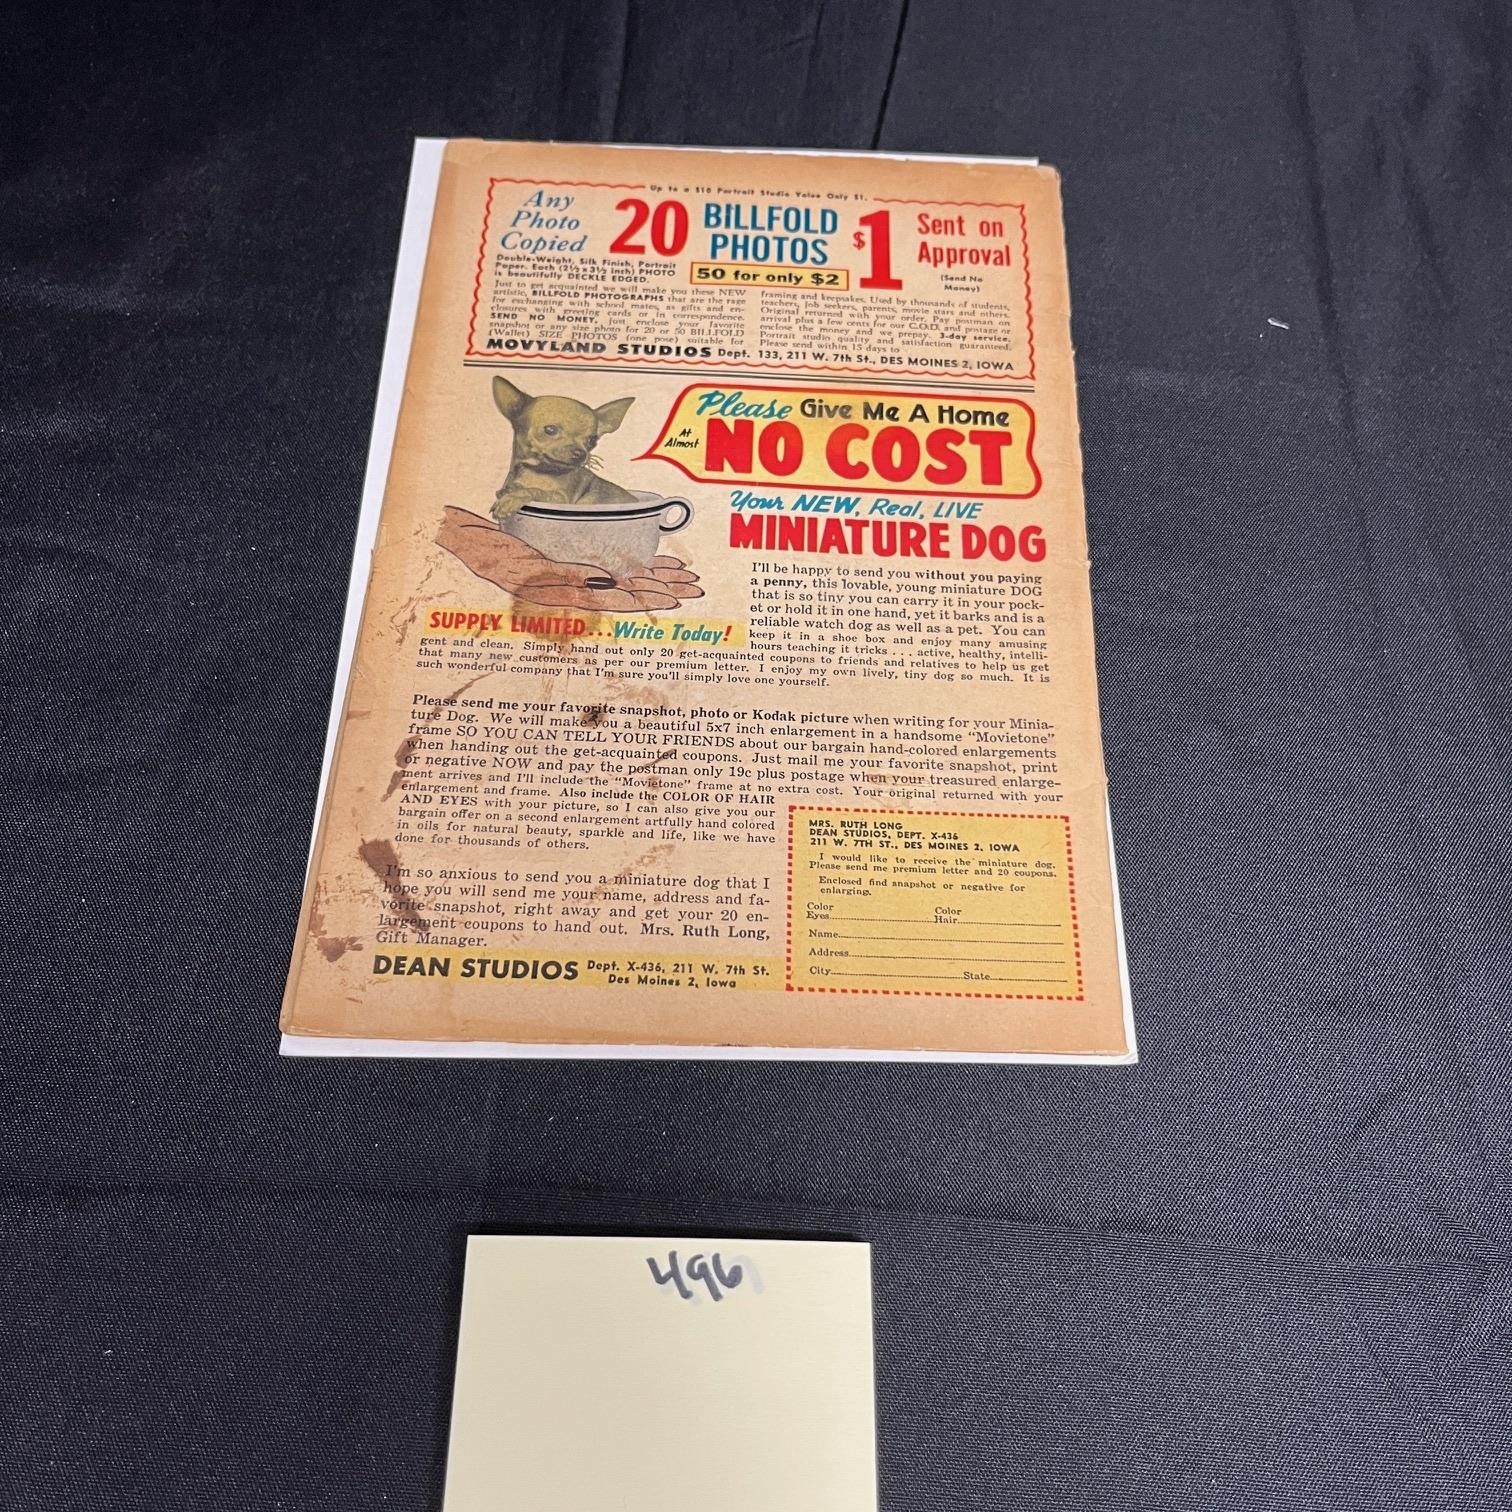 Up to a $10 Portrait Studio Value Only $1.
Any
Photo
Copied
20
BILLFOLD
PHOTOS
50 for only $2
$1
Sent on
Approval
(Send No
Money)
Double-Weight, Silk Finish, Portrait
Paper. Each (2½ x 3½ inch) PHOTO
is beautifully DECKLE EDGED.
Just to get acquainted we will make you these NEW
artistic, BILLFOLD PHOTOGRAPHS that are the rage
for exchanging with school mates, as gifts and en-
closures with greeting cards or in correspondence.
SEND NO MONEY, just enclose your favorite
snapshot or any size photo for 20 or 50 BILLFOLD
(Wallet) SIZE PHOTOS (one pose) suitable for
framing and keepsakes. Used by thousands of students,
teachers, job seekers, parents, movie stars and others.
Original returned with your order. Pay postman on
arrival plus a few cents for our C.O.D. and postage or
enclose the money and we prepay. 3-day service.
Portrait studio quality and satisfaction guaranteed.
Please send within 15 days to
MOVYLAND STUDIOS Dept. 133, 211 W. 7th St., DES MOINES 2, IOWA
Please Give Me A Home
At
Almost
NO COST
Your NEW, Real, LIVE
MINIATURE DOG
I'll be happy to send you without you paying
a penny, this lovable, young miniature DOG
that is so tiny you can carry it in your pock-
et or hold it in one hand, yet it barks and is a
reliable watch dog as well as a pet. You can
keep it in a shoe box and enjoy many amusing
hours teaching it tricks . . . active, healthy, intelli-
SUPPLY LIMITED...Write Today!
gent and clean. Simply hand out only 20 get-acquainted coupons to friends and relatives to help us get
that many new customers as per our premium letter. I enjoy my own lively, tiny dog so much. It is
such wonderful company that I'm sure you'll simply love one yourself.
Please send me your favorite snapshot, photo or Kodak picture when writing for your Minia-
ture Dog. We will make you a beautiful 5x7 inch enlargement in a handsome "Movietone"
frame SO YOU CAN TELL YOUR FRIENDS about our bargain hand-colored enlargements
when handing out the get-acquainted coupons. Just mail me your favorite snapshot, print
or negative NOW and pay the postman only 19c plus postage when your treasured enlarge-
ment arrives and I'll include the "Movietone" frame at no extra cost. Your original returned with your
enlargement and frame. Also include the COLOR OF HAIR
AND EYES with your picture, so I can also give you our
bargain offer on a second enlargement artfully hand colored
in oils for natural beauty, sparkle and life, like we have
done for thousands of others.
I'm so anxious to send you a miniature dog that I
hope you will send me your name, address and fa-
vorite snapshot, right away and get your 20 en-
largement coupons to hand out. Mrs. Ruth Long,
Gift Manager.
DEAN STUDIOS Dept. X-436, 211 W. 7th St.
Des Moines 2, Iowa
MRS. RUTH LONG
DEAN STUDIOS, DEPT. X-436
211 W. 7TH ST., DES MOINES 2, IOWA
I would like to receive the miniature dog.
Please send me premium letter and 20 coupons.
Enclosed find snapshot or negative for
enlarging.
Color
Eyes
Color
Hair
Name
Address
City State
496